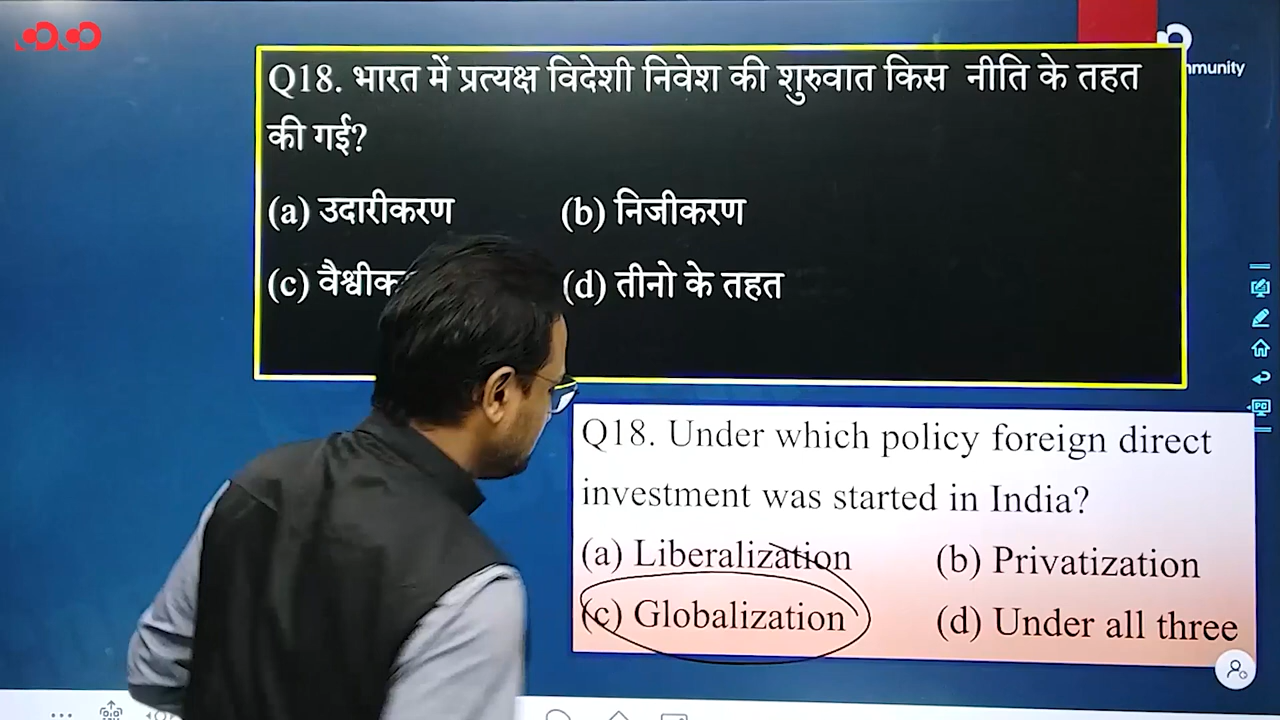 Q18. भारत में प्रत्यक्ष विदेशी निवेश की शुरुवात किस नीति के तहत
की गई?
(a) उदारीकरण (b) निजीकरण
(c) (d) तीनो के तहत
Q18. Under which policy foreign direct
investment was started in India?
(a) Liberalization (b) Privatization
(c) Globalization (d) Under all three